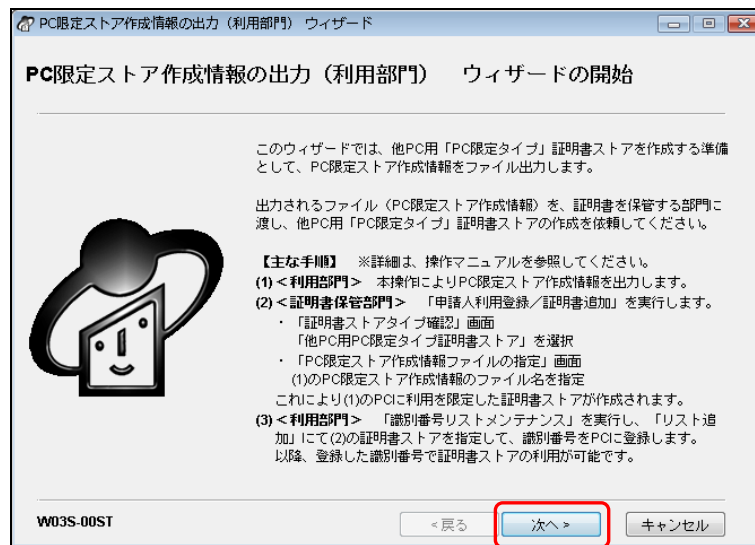 PC限定ストア作成情報の出力（利用部門） ウィザード
PC限定ストア作成情報の出力（利用部門）　ウィザードの開始
このウィザードでは、他PC用「PC限定タイプ」証明書ストアを作成する準備
として、PC限定ストア作成情報をファイル出力します。
出力されるファイル（PC限定ストア作成情報）を、証明書を保管する部門に
渡し、他PC用「PC限定タイプ」証明書ストアの作成を依頼してください。
【主な手順】　※詳細は、操作マニュアルを参照してください。
(1)＜利用部門＞　本操作によりPC限定ストア作成情報を出力します。
(2)＜証明書保管部門＞　「申請人利用登録／証明書追加」を実行します。
・　「証明書ストアタイプ確認」画面
「他PC用PC限定タイプ証明書ストア」を選択
・　「PC限定ストア作成情報ファイルの指定」画面
(1)のPC限定ストア作成情報のファイル名を指定
これにより(1)のPCに利用を限定した証明書ストアが作成されます。
(3)＜利用部門＞　「識別番号リストメンテナンス」を実行し、「リスト追
加」にて(2)の証明書ストアを指定して、識別番号をPCに登録します。
以降、登録した識別番号で証明書ストアの利用が可能です。
W03S-00ST
＜戻る
次へ＞
キャンセル